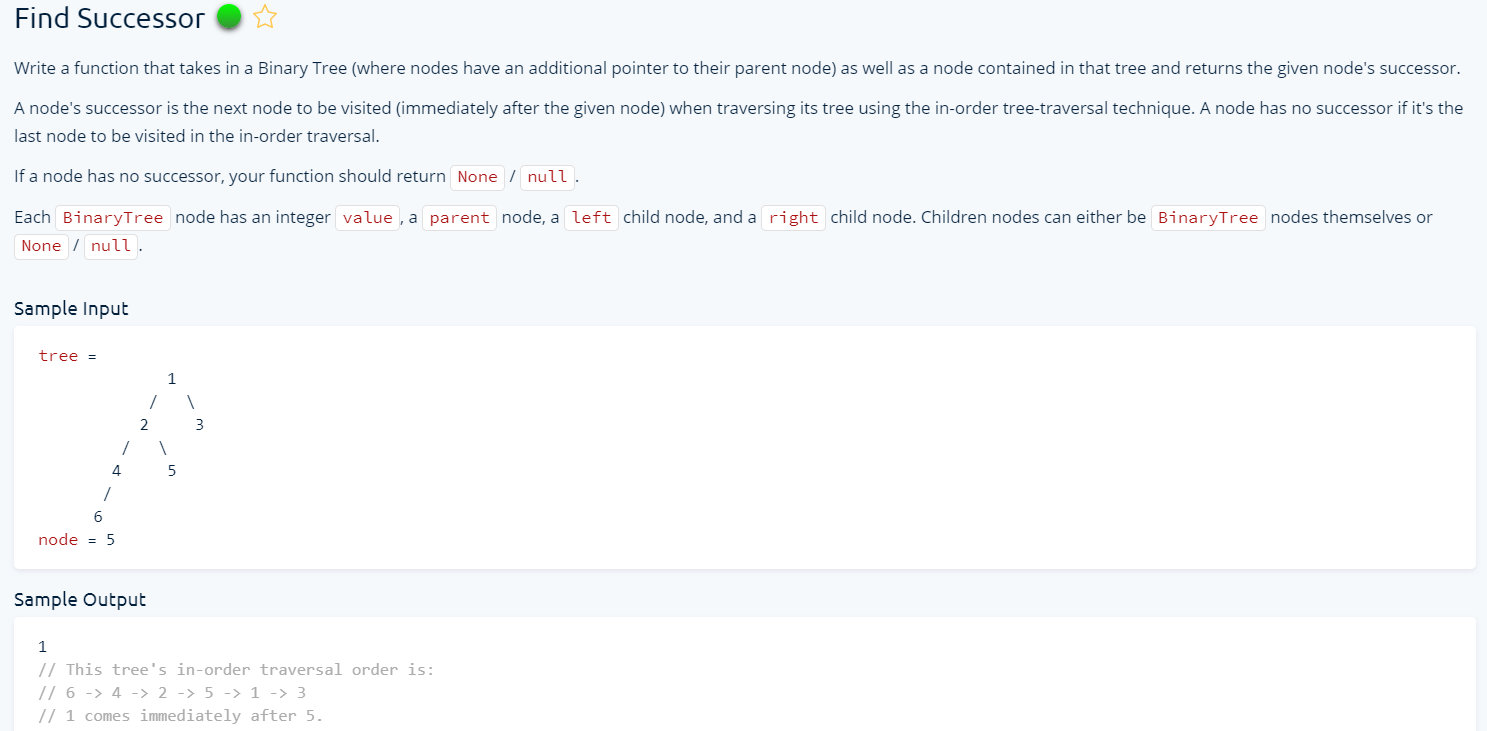 Find Successor
Write a function that takes in a Binary Tree (where nodes have an additional pointer to their parent node) as well as a node contained in that tree and returns the given node's successor.
A node's successor is the next node to be visited (immediately after the given node) when traversing its tree using the in-order tree-traversal technique. A node has no successor if it's the
last node to be visited in the in-order traversal.
If a node has no successor, your function should return None / null.
Each BinaryTree node has an integer value, a parent node, a left child node, and a right child node. Children nodes can either be BinaryTree nodes themselves or
None / null.
Sample Input
tree =
1
/ \
2 3
/ \
4 5
/
6
node = 5
Sample Output
1
// This tree's in-order traversal order is:
// 6 -> 4 -> 2 -> 5 -> 1 -> 3
// 1 comes immediately after 5.